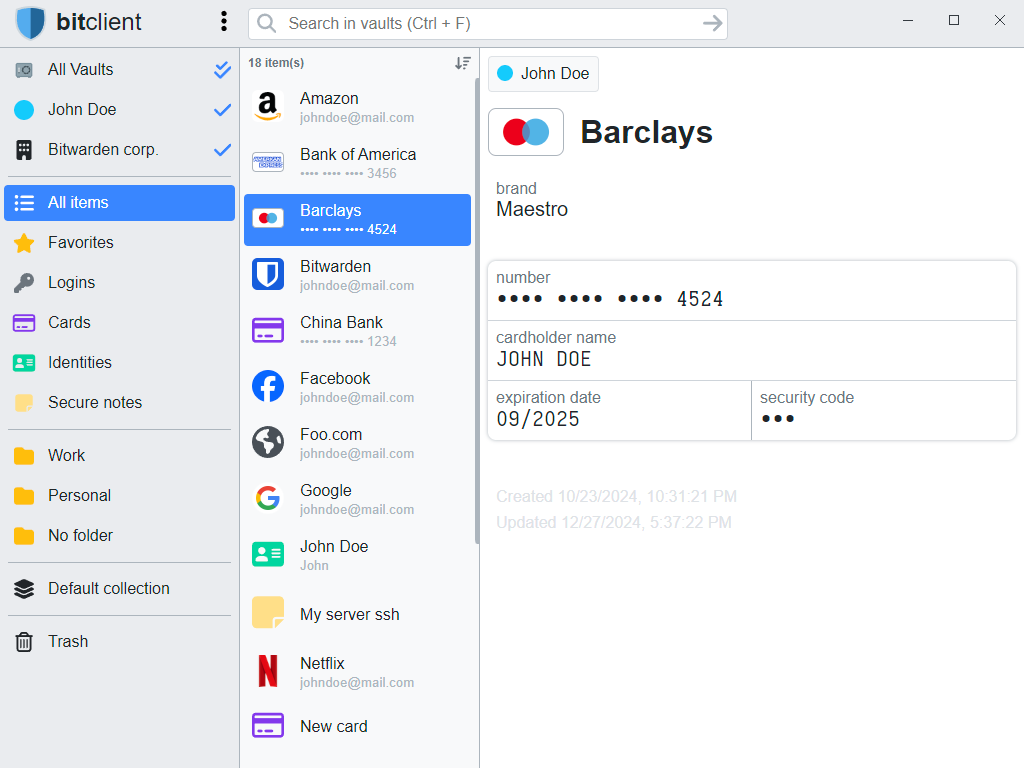 bitclient
Search in vaults (Ctrl + F)
All Vaults
John Doe
Bitwarden corp.
All items
Favorites
Logins
Cards
Identities
Secure notes
Work
Personal
No folder
Default collection
Trash
18 item(s)
Amazon
johndoe@mail.com
AMERICAN
EXPRESS
Bank of America
•••• •••• •••• 3456
Barclays
•••• •••• •••• 4524
Bitwarden
johndoe@mail.com
China Bank
•••• •••• •••• 1234
Facebook
johndoe@mail.com
Foo.com
johndoe@mail.com
Google
johndoe@mail.com
John Doe
John
My server ssh
Netflix
johndoe@mail.com
New card
John Doe
Barclays
brand
Maestro
number
•••• •••• •••• 4524
cardholder name
JOHN DOE
expiration date
09/2025
security code
•••
Created 10/23/2024, 10:31:21 PM
Updated 12/27/2024, 5:37:22 PM